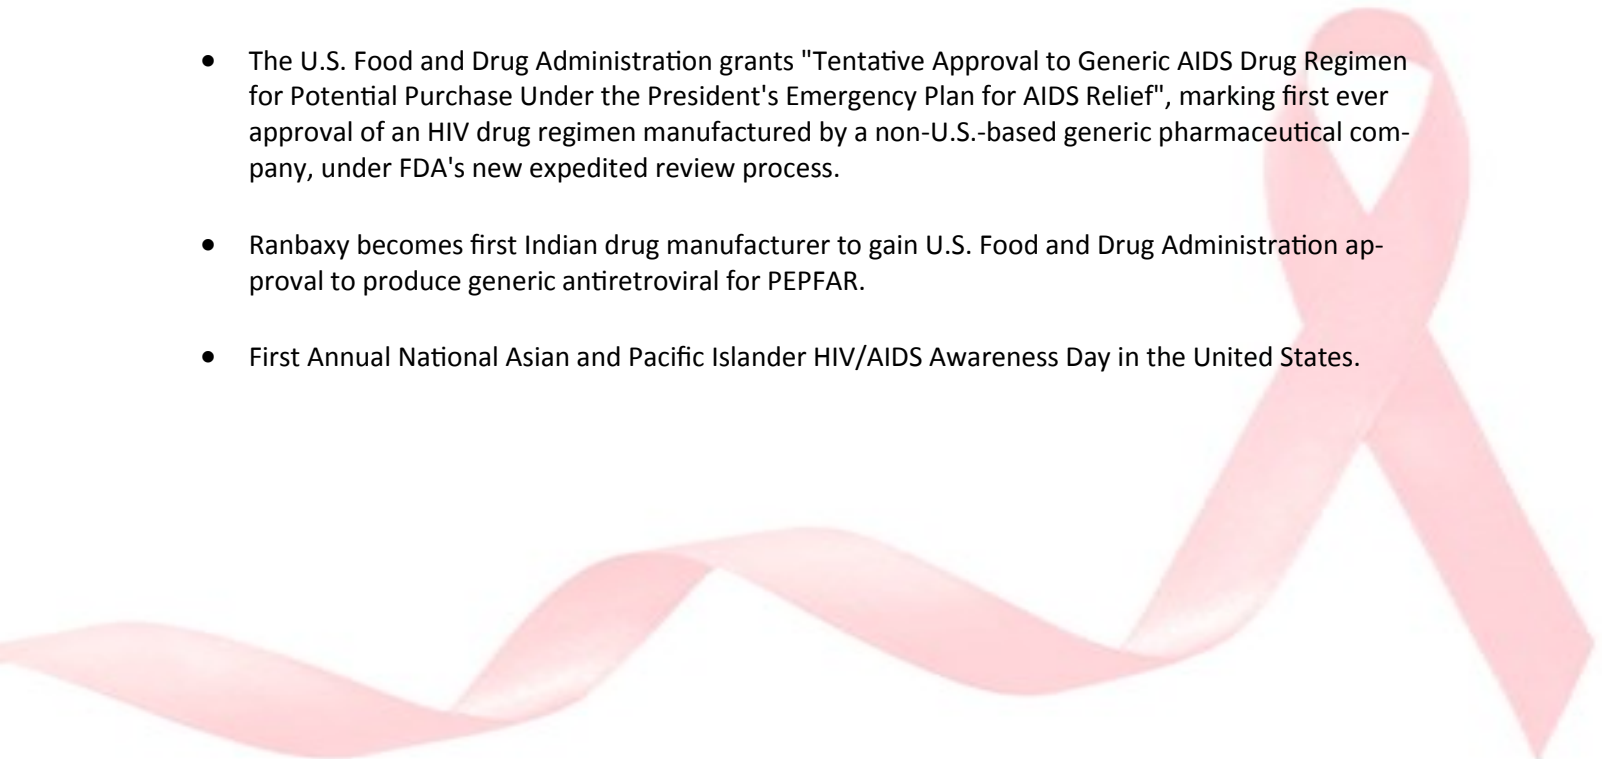 • The U.S. Food and Drug Administration grants "Tentative Approval to Generic AIDS Drug Regimen
for Potential Purchase Under the President's Emergency Plan for AIDS Relief", marking first ever
approval of an HIV drug regimen manufactured by a non-U.S.-based generic pharmaceutical com-
pany, under FDA's new expedited review process.
• Ranbaxy becomes first Indian drug manufacturer to gain U.S. Food and Drug Administration ap-
proval to produce generic antiretroviral for PEPFAR.
• First Annual National Asian and Pacific Islander HIV/AIDS Awareness Day in the United States.